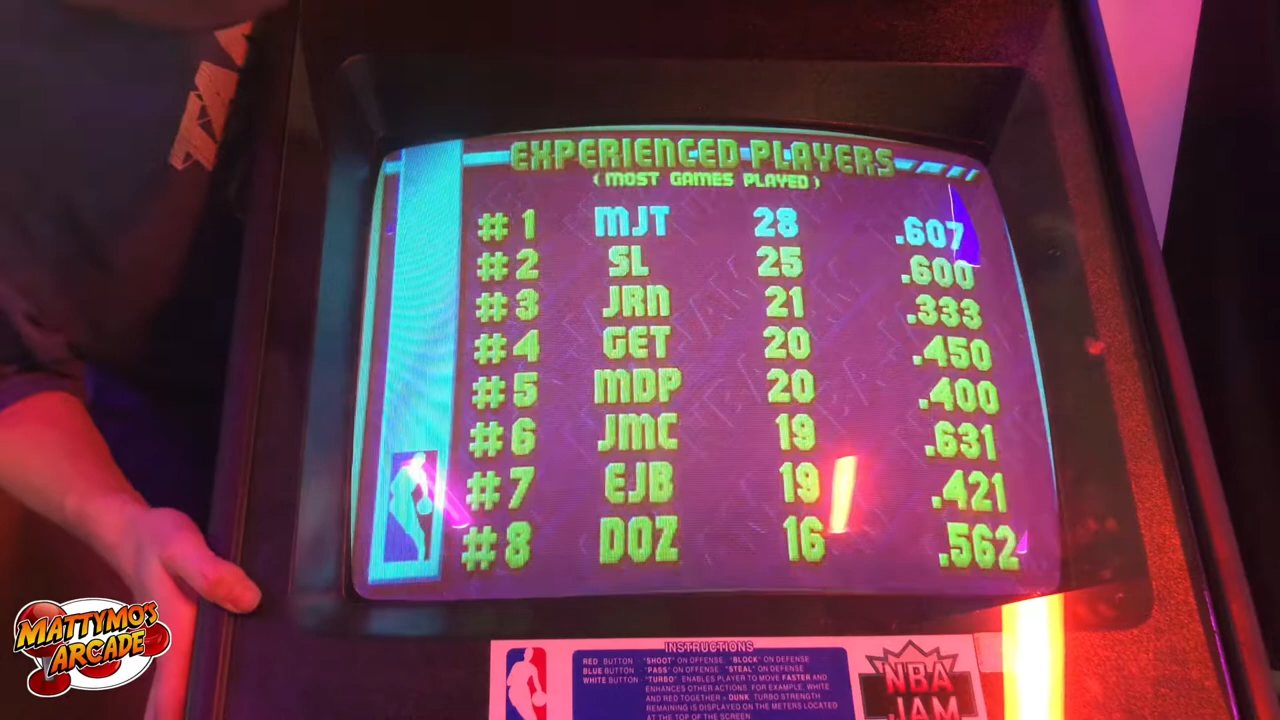 EXPERIENCED PLAYERS
(MOST GAMES PLAYED)
#1 MJT 28 .607
#2 SL 25 .600
#3 JRN 21 .333
#4 GET 20 .450
#5 MDP 20 .400
#6 JMC 19 .631
#7 EJB 19 .421
#8 DOZ 16 .562
MATTYMO'S
ARCADE
INSTRUCTIONS
RED BUTTON - "SHOOT" ON OFFENSE, "BLOCK" ON DEFENSE
BLUE BUTTON - "PASS" ON OFFENSE, "STEAL" ON DEFENSE
WHITE BUTTON - "TURBO" ENABLES PLAYER TO MOVE FASTER AND
ENHANCES OTHER ACTIONS. FOR EXAMPLE, WHITE
AND RED TOGETHER = DUNK. TURBO STRENGTH
REMAINING IS DISPLAYED ON THE METERS LOCATED
AT THE TOP OF THE SCREEN
NBA
JAM